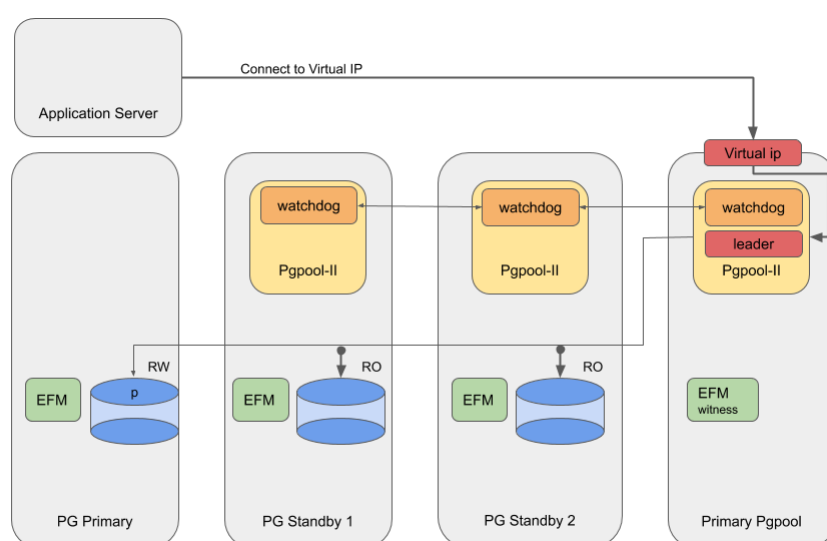 Connect to Virtual IP
Application Server
Virtual ip
watchdog
watchdog
watchdog
leader
Pgpool-II
Pgpool-II
Pgpool-II
RW
RO
RO
EFM
p
EFM
EFM
EFM
witness
PG Primary
PG Standby 1
PG Standby 2
Primary Pgpool